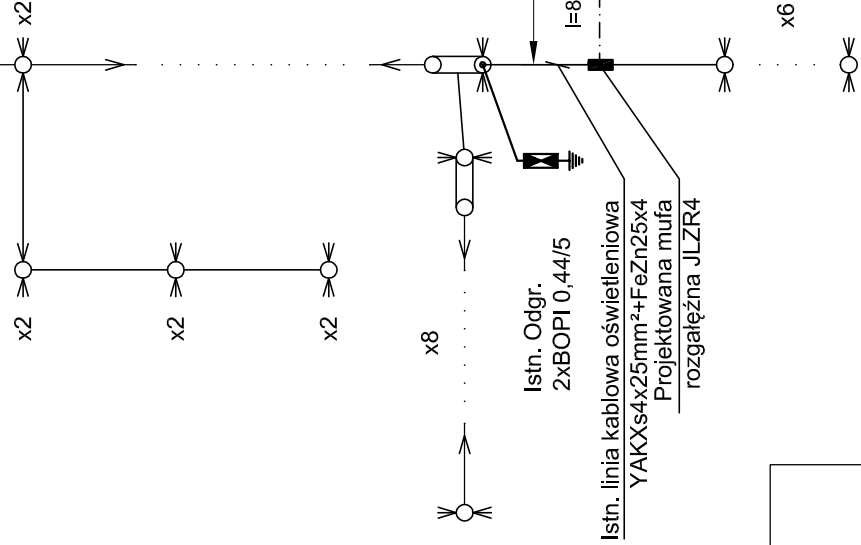 x2
l=8
x6
x2
x2
x2
x8
Istn. Odgr.
2xBOPI 0,44/5
Istn. linia kablowa oświetleniowa
YAKXs4x25mm²+FeZn25x4
Projektowana mufa
rozgałęźna JLZR4